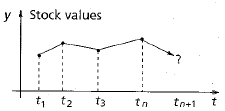 y Stock values
?
t1 t2 t3 tn tn+1 t